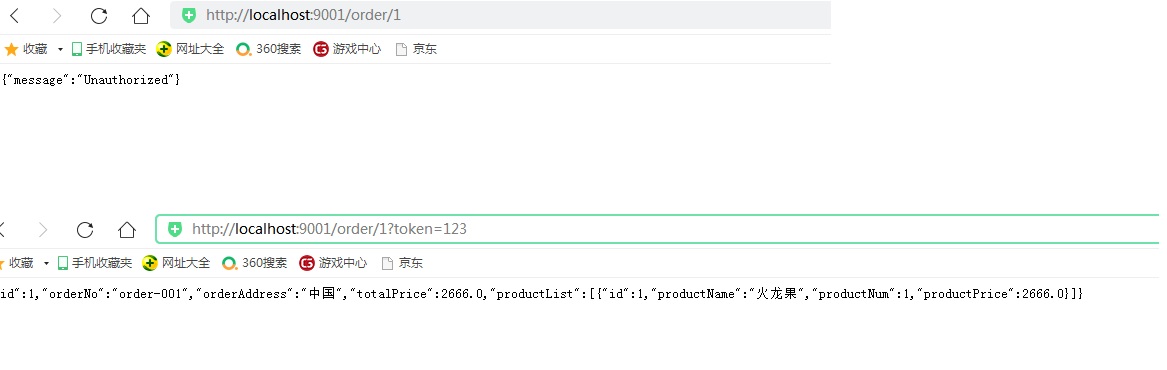 http://localhost:9001/order/1
收藏 手机收藏夹 网址大全 360搜索 游戏中心 京东
{"message":"Unauthorized"}
http://localhost:9001/order/1?token=123
收藏 手机收藏夹 网址大全 360搜索 游戏中心 京东
id":1,"orderNo":"order-001","orderAddress":"中国","totalPrice":2666.0,"productList":[{"id":1,"productName":"火龙果","productNum":1,"productPrice":2666.0}]}